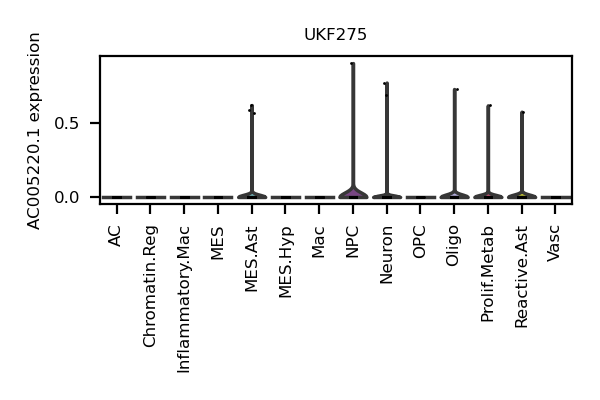 UKF275
AC005220.1 expression
0.5
0.0
AC
Chromatin.Reg
Inflammatory.Mac
MES
MES.Ast
MES.Hyp
Mac
NPC
Neuron
OPC
Oligo
Prolif.Metab
Reactive.Ast
Vasc